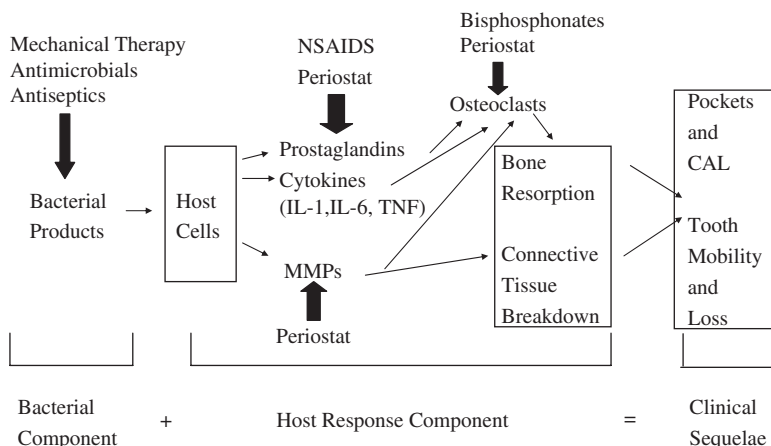 Mechanical Therapy
Antimicrobials
Antiseptics
NSAIDS
Periostat
Bisphosphonates
Periostat
Bacterial
Products
Host
Cells
Prostaglandins
Cytokines
(IL-1,IL-6, TNF)
MMPs
Periostat
Osteoclasts
Bone
Resorption
Connective
Tissue
Breakdown
Pockets
and
CAL
Tooth
Mobility
and
Loss
Bacterial
Component
+
Host Response Component
=
Clinical
Sequelae